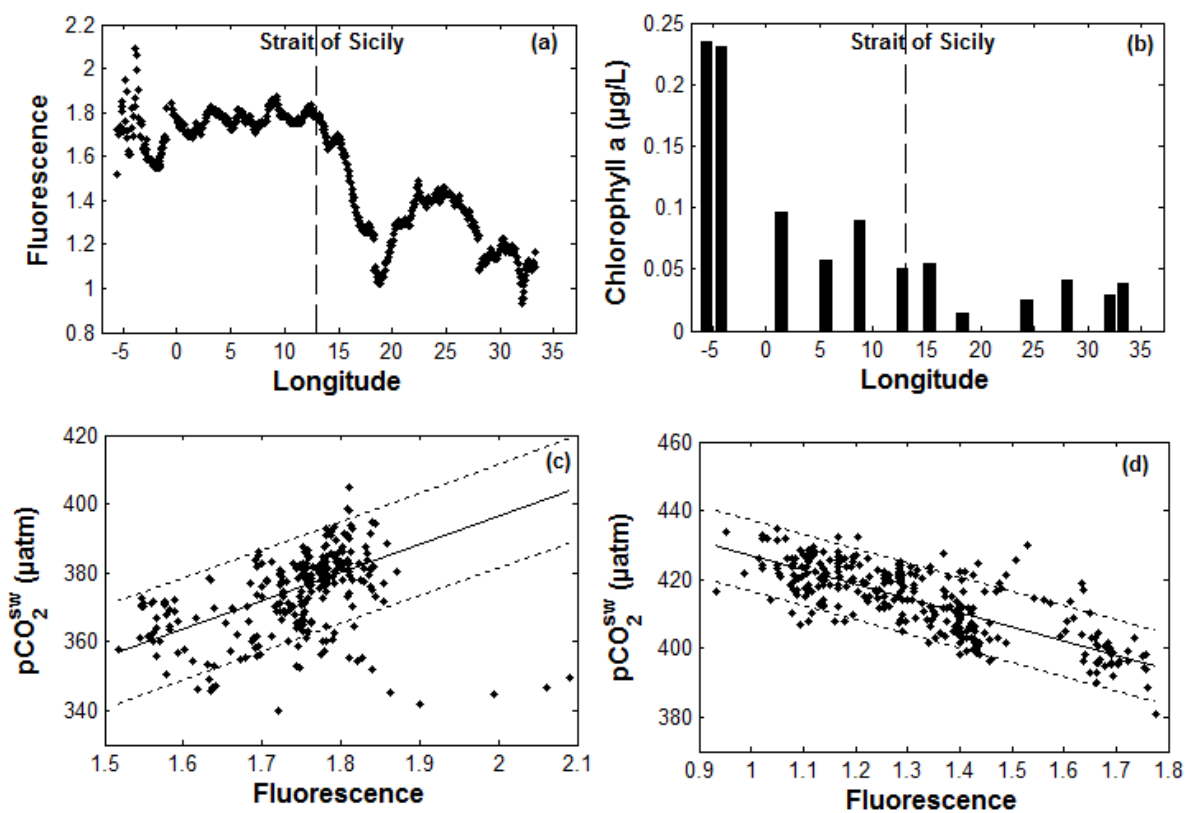 2.2
2
1.8
1.6
1.4
1.2
1
0.8
Fluorescence
Strait of Sicily
(a)
-5 0 5 10 15 20 25 30 35
Longitude
0.25
0.2
0.15
0.1
0.05
0
Chlorophyll a (µg/L)
Strait of Sicily
(b)
-5 0 5 10 15 20 25 30 35
Longitude
420
400
380
360
340
pCO₂ˢʷ (µatm)
(c)
1.5 1.6 1.7 1.8 1.9 2 2.1
Fluorescence
460
440
420
400
380
pCO₂ˢʷ (µatm)
(d)
0.9 1 1.1 1.2 1.3 1.4 1.5 1.6 1.7 1.8
Fluorescence